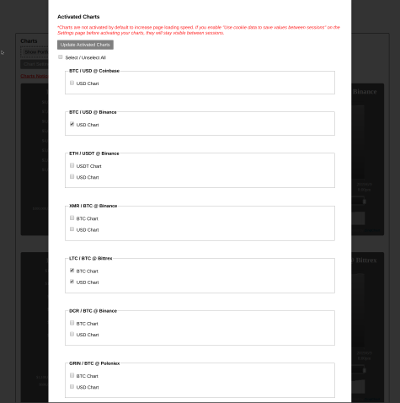 Activated Charts
*Charts are not activated by default to increase page loading speed. If you enable "Use cookie data to save values between sessions" on the
Settings page before activating your charts, they will stay visible between sessions.
Update Activated Charts
Select / Unselect All
BTC / USD @ Coinbase
USD Chart
BTC / USD @ Binance
USD Chart
ETH / USDT @ Binance
USDT Chart
USD Chart
XMR / BTC @ Binance
BTC Chart
USD Chart
LTC / BTC @ Bittrex
BTC Chart
USD Chart
DCR / BTC @ Binance
BTC Chart
USD Chart
GRIN / BTC @ Poloniex
BTC Chart
USD Chart
Charts
Binance
Bittrex